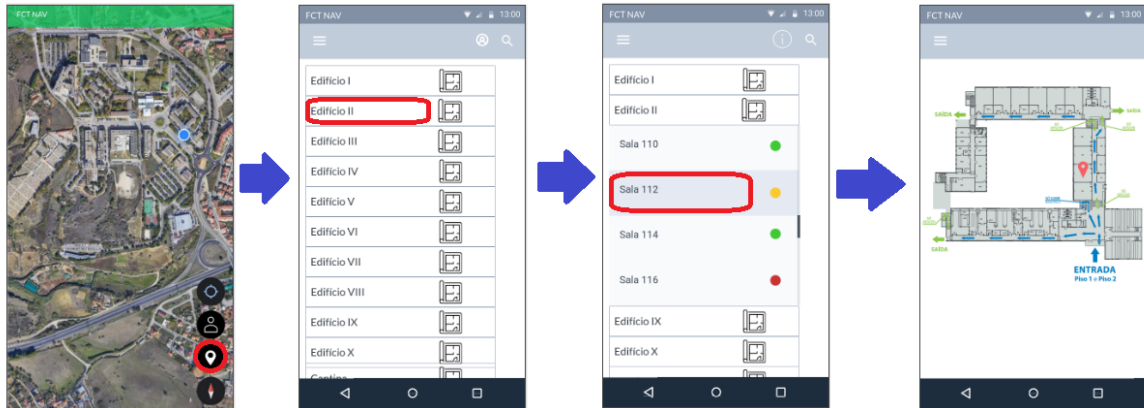 FCT NAV
FCT NAV
13:00
Edifício I
Edifício II
Edifício III
Edifício IV
Edifício V
Edifício VI
Edifício VII
Edifício VIII
Edifício IX
Edifício X
Cantina
FCT NAV
13:00
Edifício I
Edifício II
Sala 110
Sala 112
Sala 114
Sala 116
Edifício IX
Edifício X
FCT NAV
13:00
SAÍDA
SAÍDA
SAÍDA
ENTRADA
Piso 1 e Piso 2